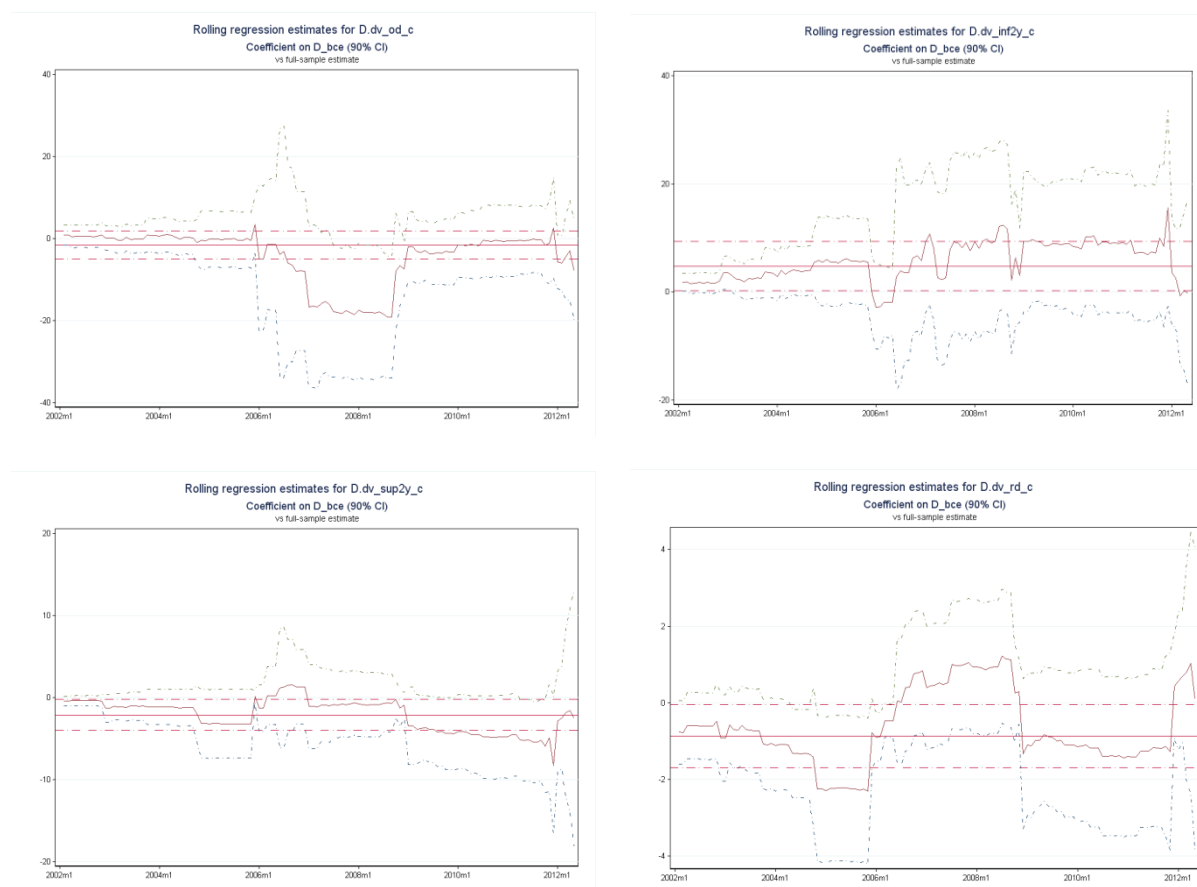 Rolling regression estimates for D.dv_od_c
Coefficient on D_bce (90% CI)
vs full-sample estimate
40
20
0
-20
-40
2002m1 2004m1 2006m1 2008m1 2010m1 2012m1
Rolling regression estimates for D.dv_inf2y_c
Coefficient on D_bce (90% CI)
vs full-sample estimate
40
20
0
-20
2002m1 2004m1 2006m1 2008m1 2010m1 2012m1
Rolling regression estimates for D.dv_sup2y_c
Coefficient on D_bce (90% CI)
vs full-sample estimate
20
10
0
-10
-20
2002m1 2004m1 2006m1 2008m1 2010m1 2012m1
Rolling regression estimates for D.dv_rd_c
Coefficient on D_bce (90% CI)
vs full-sample estimate
4
2
0
-2
-4
2002m1 2004m1 2006m1 2008m1 2010m1 2012m1